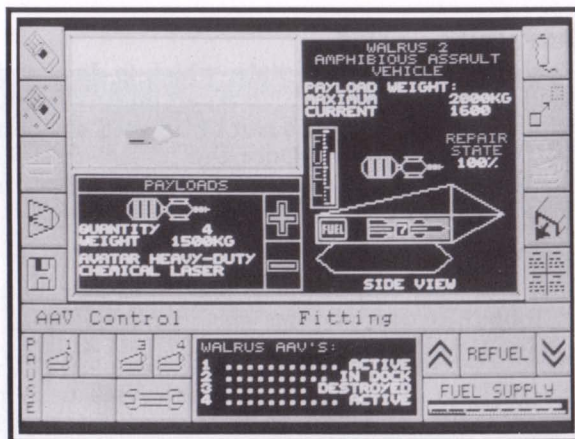 WALRUS 2
AMPHIBIOUS ASSAULT
VEHICLE
PAYLOAD WEIGHT:
MAXIMUM 2000KG
CURRENT 1600
FUEL
REPAIR
STATE
100%
PAYLOADS
QUANTITY 4
WEIGHT 1500KG
AVATAR HEAVY-DUTY
CHEMICAL LASER
FUEL
7
SIDE VIEW
AAV Control Fitting
PAUSE
1 3 4
WALRUS AAV'S:
1 ........... ACTIVE
2 ........... IN DOCK
3 ........... DESTROYED
4 ........... ACTIVE
REFUEL
FUEL SUPPLY